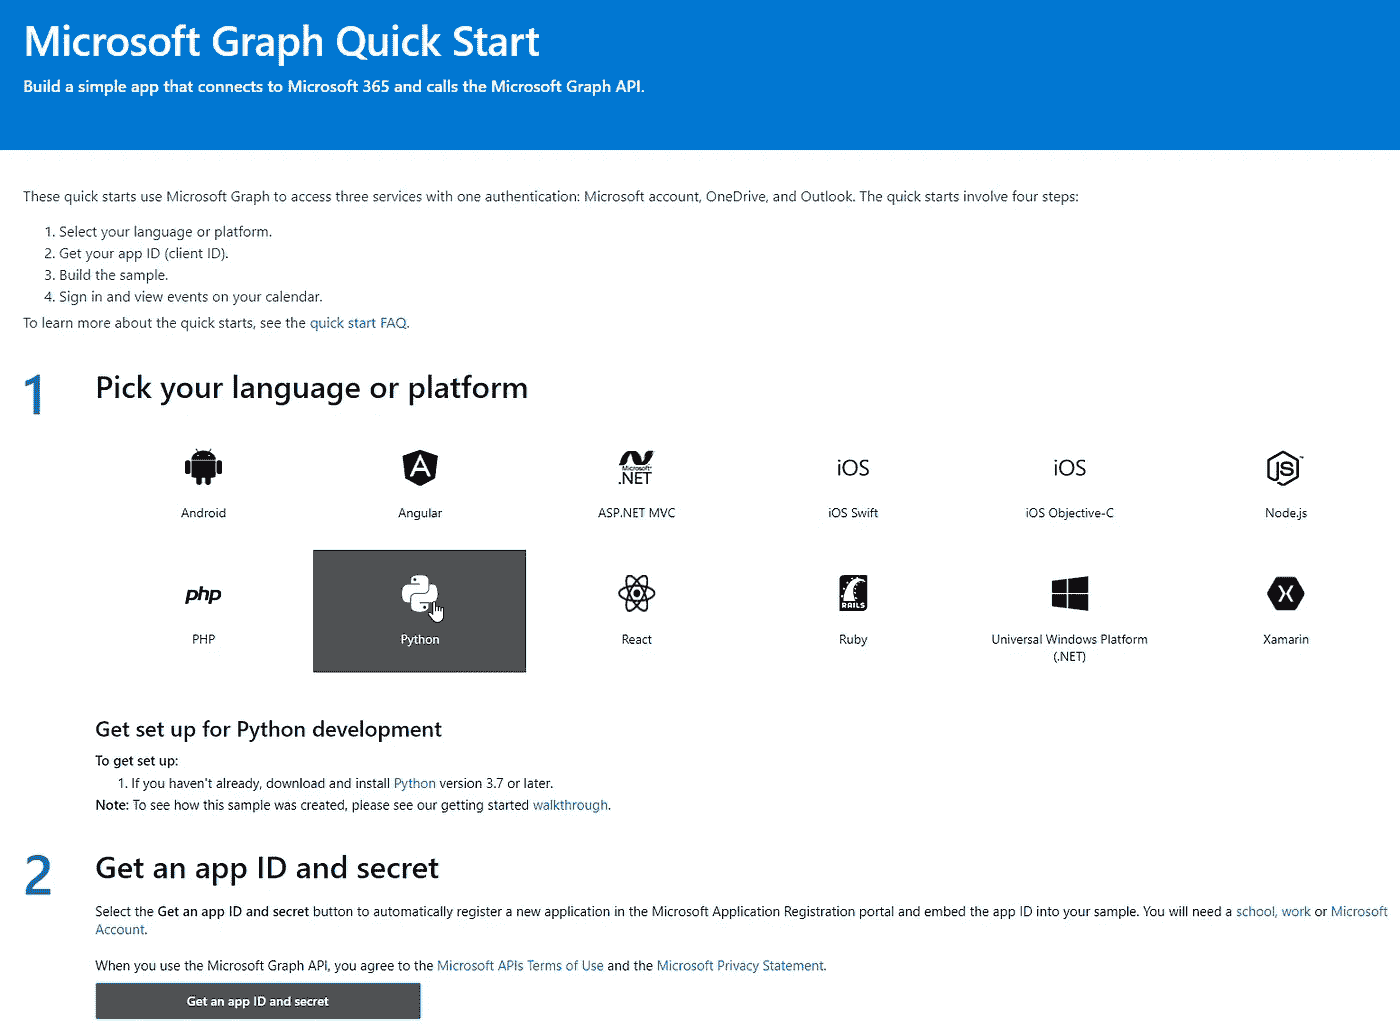 Microsoft Graph Quick Start
Build a simple app that connects to Microsoft 365 and calls the Microsoft Graph API.
These quick starts use Microsoft Graph to access three services with one authentication: Microsoft account, OneDrive, and Outlook. The quick starts involve four steps:
1. Select your language or platform.
2. Get your app ID (client ID).
3. Build the sample.
4. Sign in and view events on your calendar.
To learn more about the quick starts, see the quick start FAQ.
1 Pick your language or platform
Microsoft .NET iOS iOS JS
Android Angular ASP.NET MVC iOS Swift iOS Objective-C Node.js
php RAILS X
PHP Python React Ruby Universal Windows Platform Xamarin
(.NET)
Get set up for Python development
To get set up:
1. If you haven't already, download and install Python version 3.7 or later.
Note: To see how this sample was created, please see our getting started walkthrough.
2 Get an app ID and secret
Select the Get an app ID and secret button to automatically register a new application in the Microsoft Application Registration portal and embed the app ID into your sample. You will need a school, work or Microsoft
Account.
When you use the Microsoft Graph API, you agree to the Microsoft APIs Terms of Use and the Microsoft Privacy Statement.
Get an app ID and secret